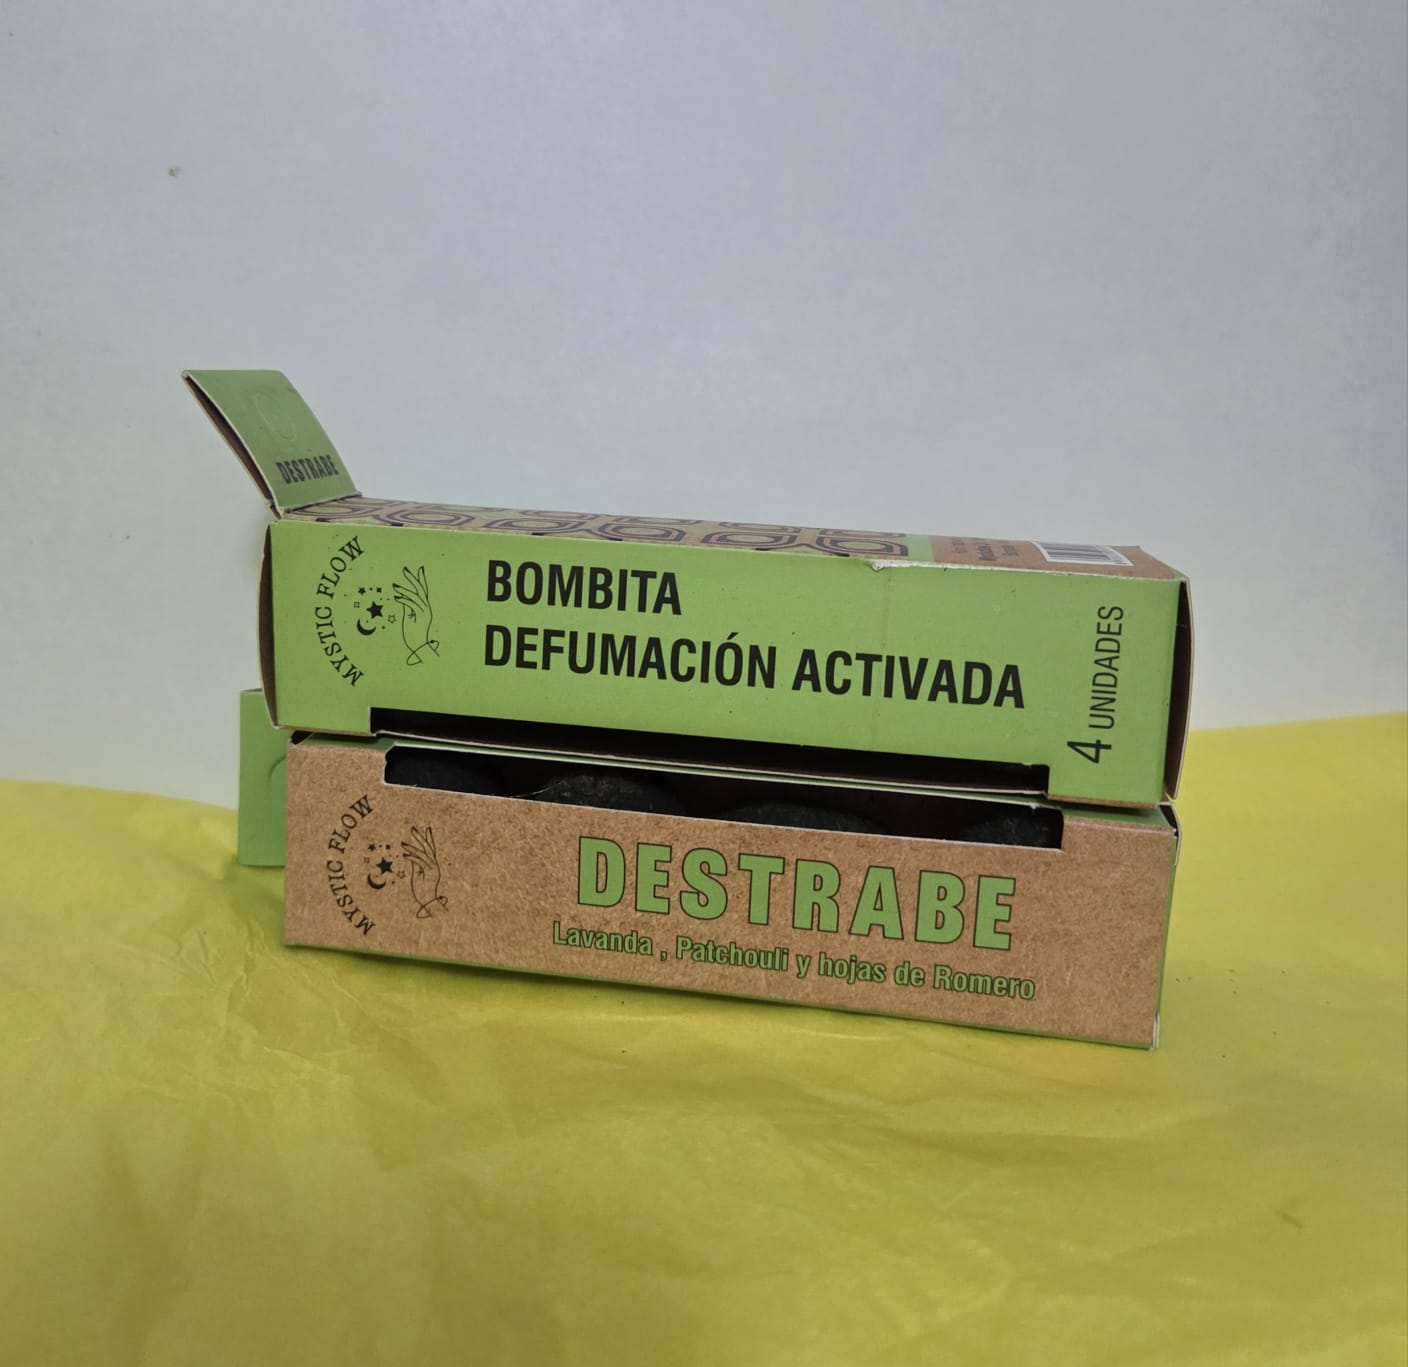 DESTRABE
MYSTIC FLOW
BOMBITA
DEFUMACIÓN ACTIVADA
4 UNIDADES
MYSTIC FLOW
DESTRABE
Lavanda , Patchouli y hojas de Romero